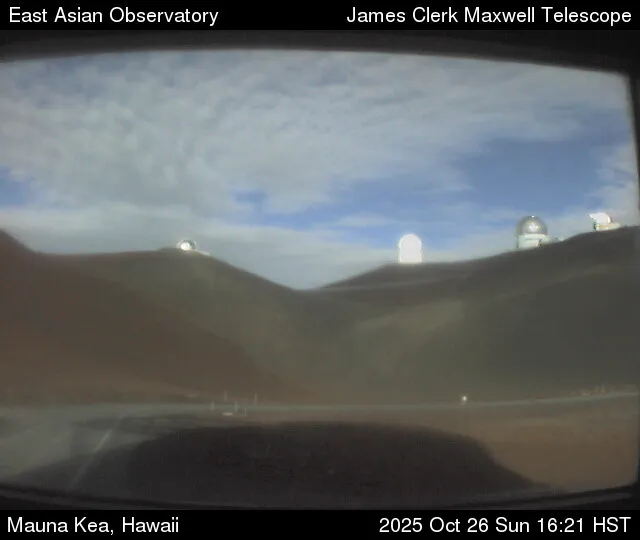 East Asian Observatory
James Clerk Maxwell Telescope
Mauna Kea, Hawaii
2025 Oct 26 Sun 16:21 HST